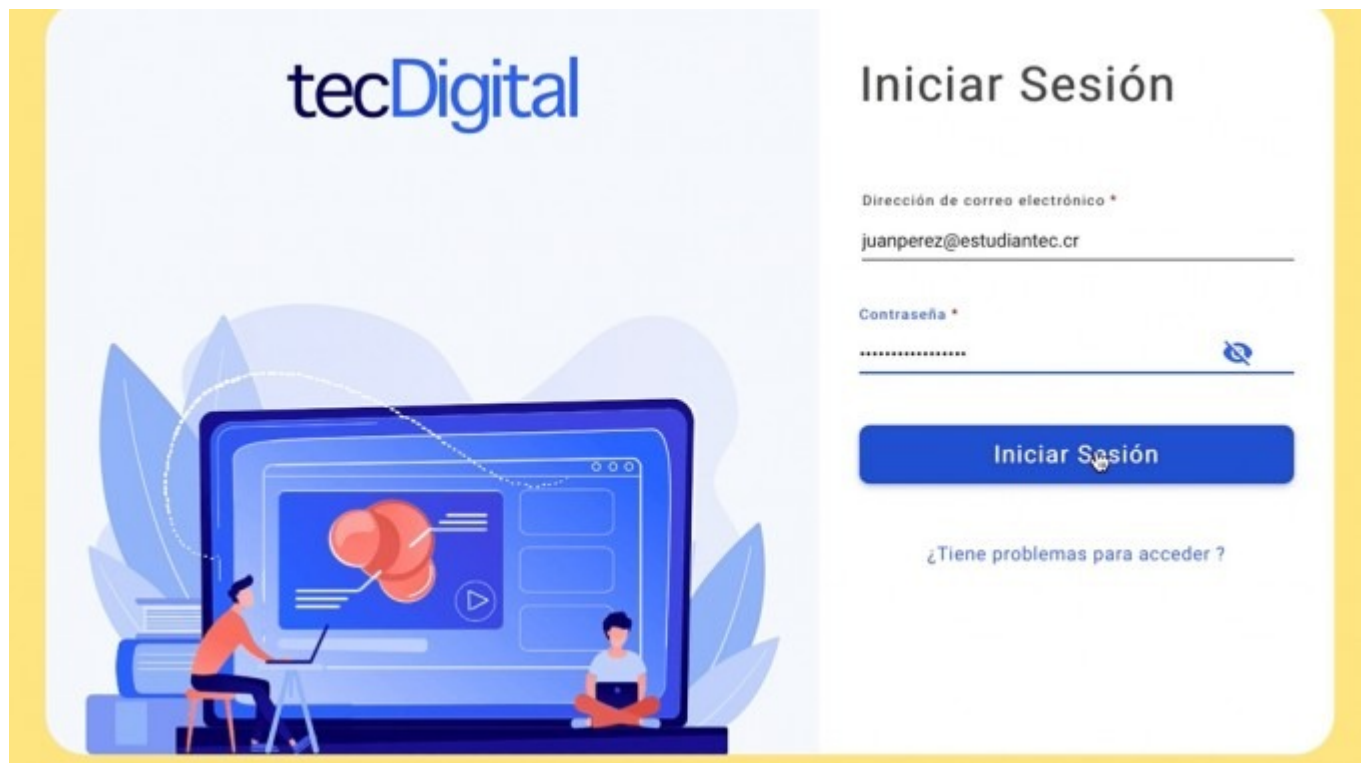 tecDigital
Iniciar Sesión
Dirección de correo electrónico *
juanperez@estudiantec.cr
Contraseña *
Iniciar Sesión
¿Tiene problemas para acceder ?